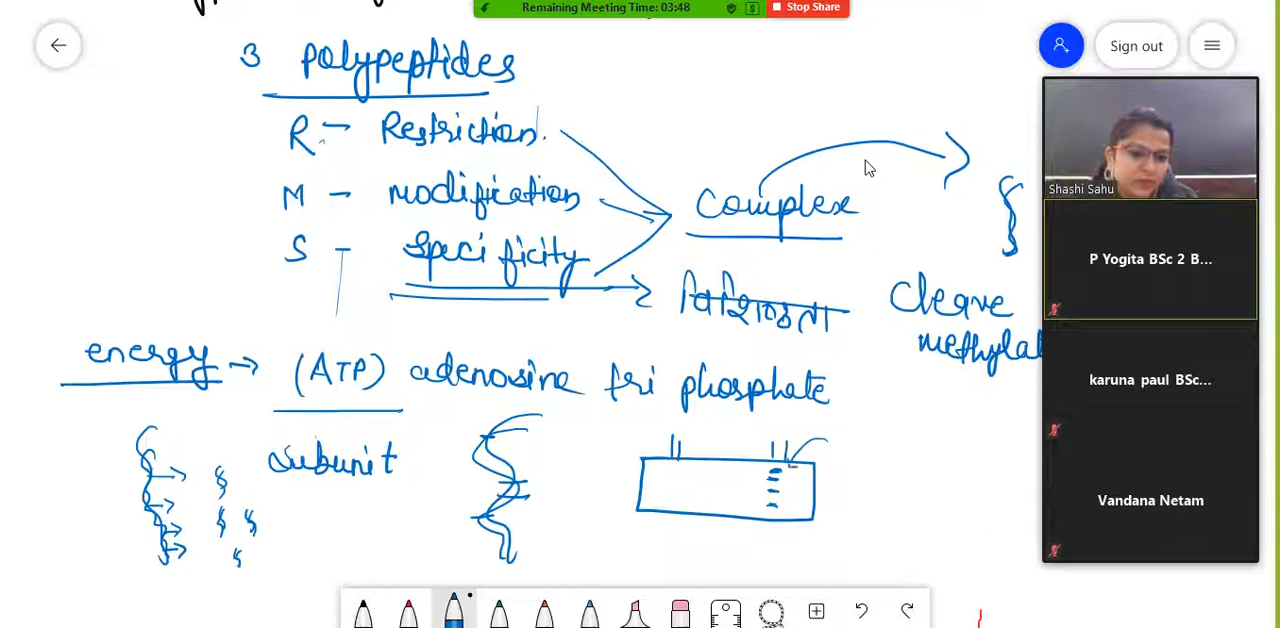 Remaining Meeting Time: 03:48
Stop Share
Sign out
3 Polypeptides
R - Restriction.
M - modification
S - Specificity
Complex
Cleave
methylat
energy → (ATP) adenosine tri phosphate
subunit
Shashi Sahu
P Yogita BSc 2 B...
karuna paul BSc...
Vandana Netam